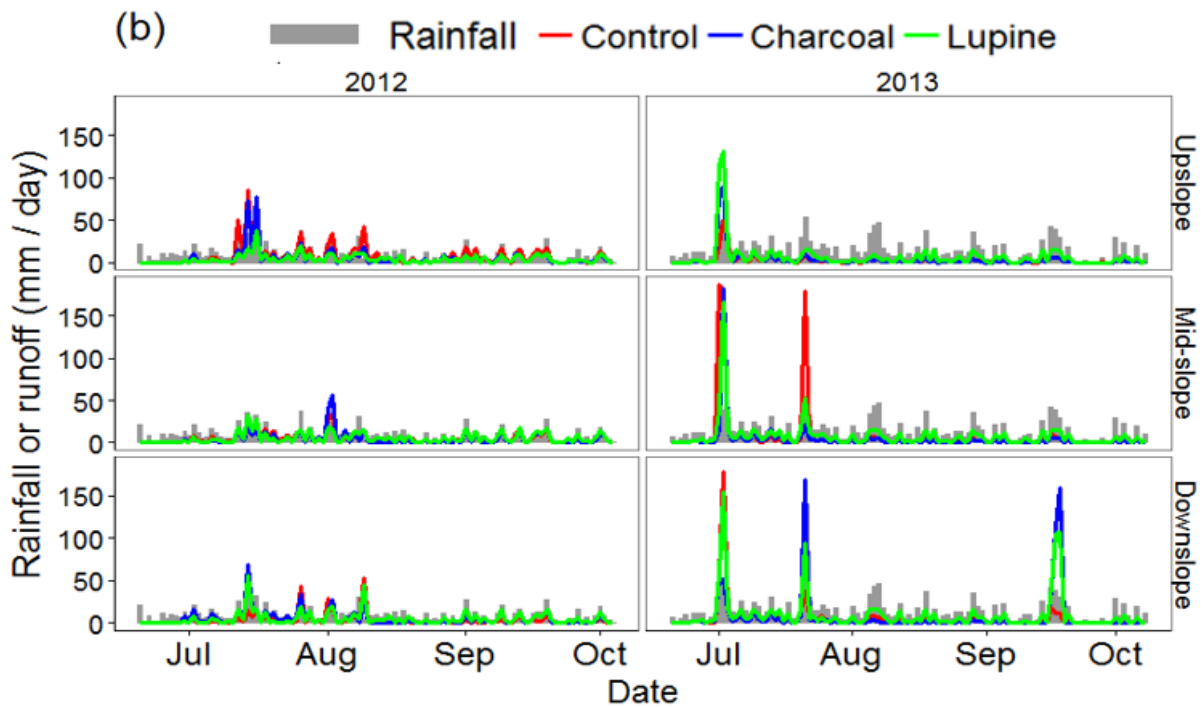 (b) Rainfall Control Charcoal Lupine
2012 2013
Rainfall or runoff (mm / day)
150
100
50
0
Upslope
150
100
50
0
Mid-slope
150
100
50
0
Downslope
Jul Aug Sep Oct Jul Aug Sep Oct
Date